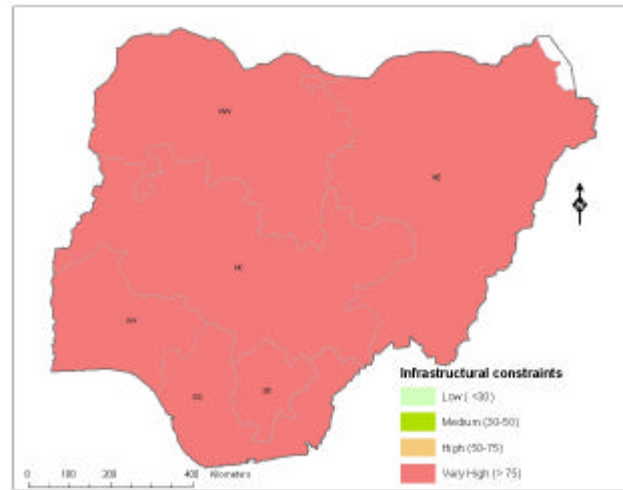 NW
NE
NC
SW
SS
SE
Infrastructural constraints
Low ( <30)
Medium (30-50)
High (50-75)
Very High (> 75)
0 100 200 400 Kilometers